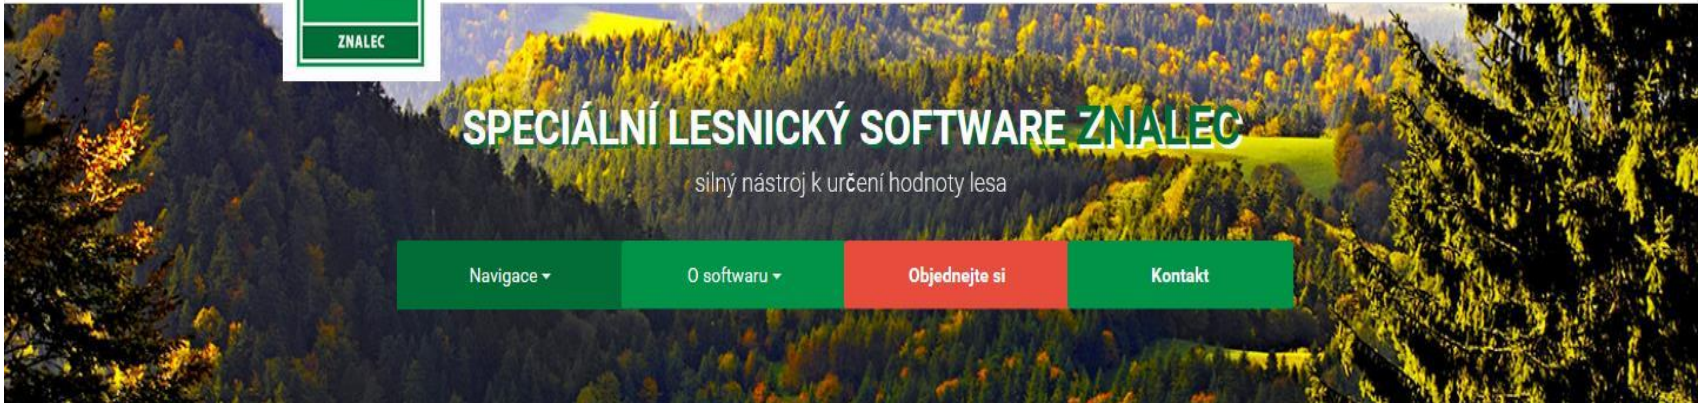 ZNALEC
SPECIÁLNÍ LESNICKÝ SOFTWARE ZNALEC
silný nástroj k určení hodnoty lesa
Navigace
O softwaru
Objednejte si
Kontakt